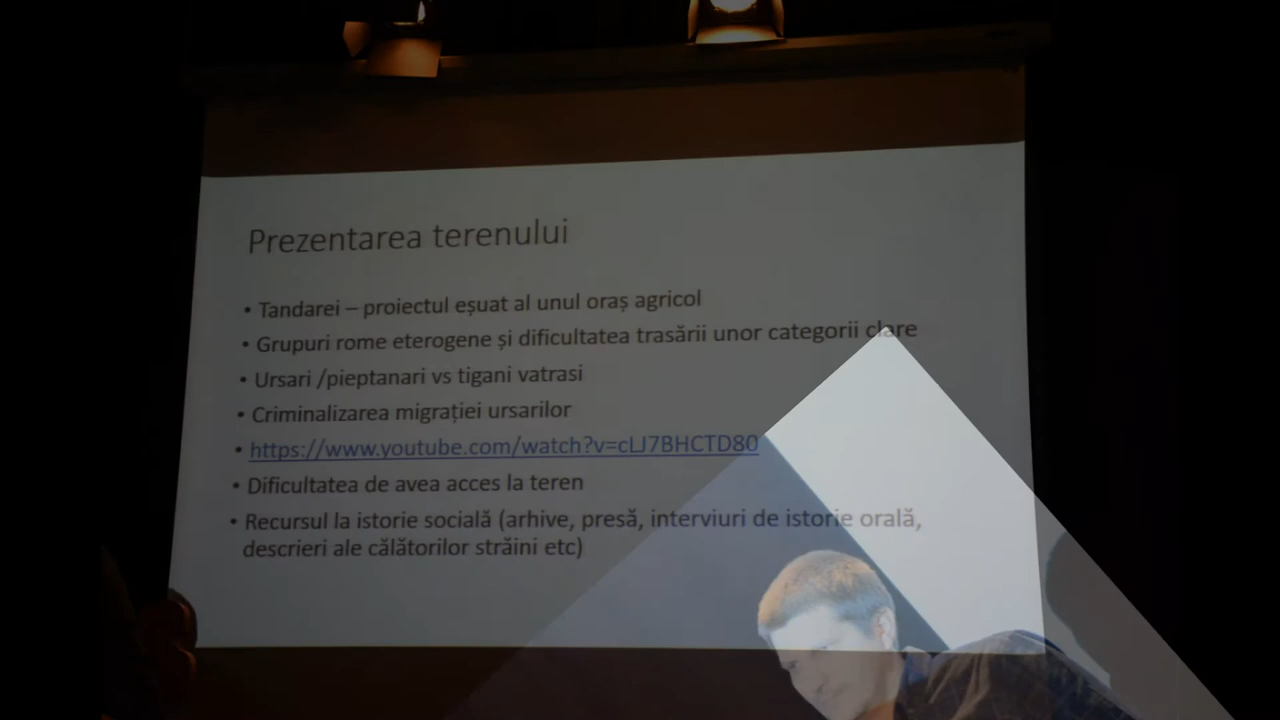 Prezentarea terenului
• Tandarei – proiectul eșuat al unul oraș agricol
• Grupuri rome eterogene și dificultatea trasării unor categorii clare
• Ursari /pieptanari vs tigani vatrasi
• Criminalizarea migrației ursarilor
• https://www.youtube.com/watch?v=cLJ7BHCTD80
• Dificultatea de avea acces la teren
• Recursul la istorie socială (arhive, presă, interviuri de istorie orală,
descrieri ale călătorilor străini etc)